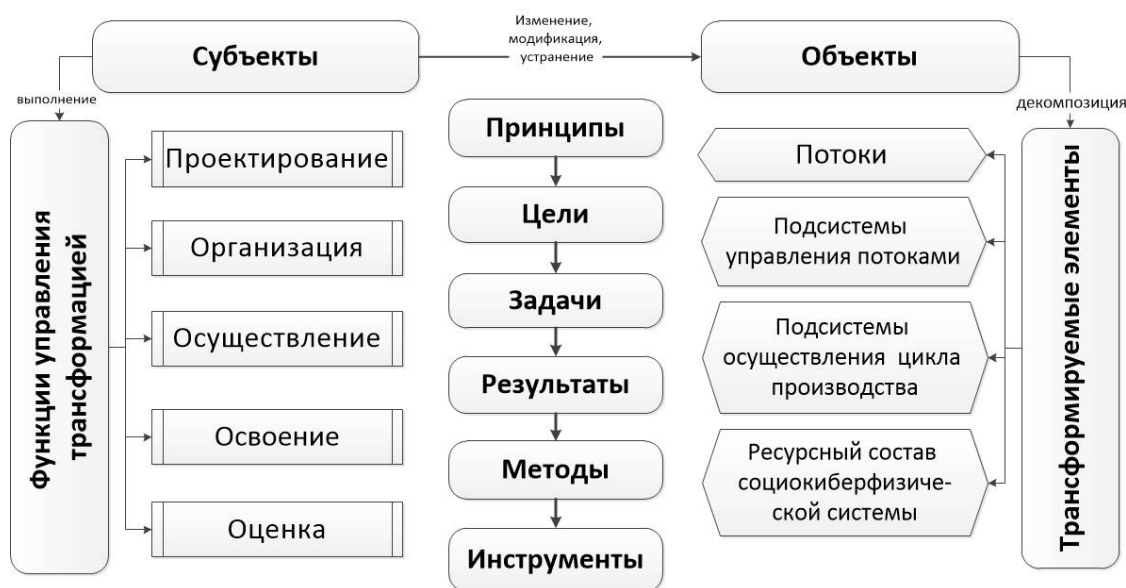 Субъекты
Изменение,
модификация,
устранение
Объекты
выполнение
декомпозиция
Функции управления
трансформацией
Проектирование
Организация
Осуществление
Освоение
Оценка
Принципы
Цели
Задачи
Результаты
Методы
Инструменты
Потоки
Подсистемы
управления потоками
Подсистемы
осуществления цикла
производства
Ресурсный состав
социокиберфизиче-
ской системы
Трансформируемые элементы